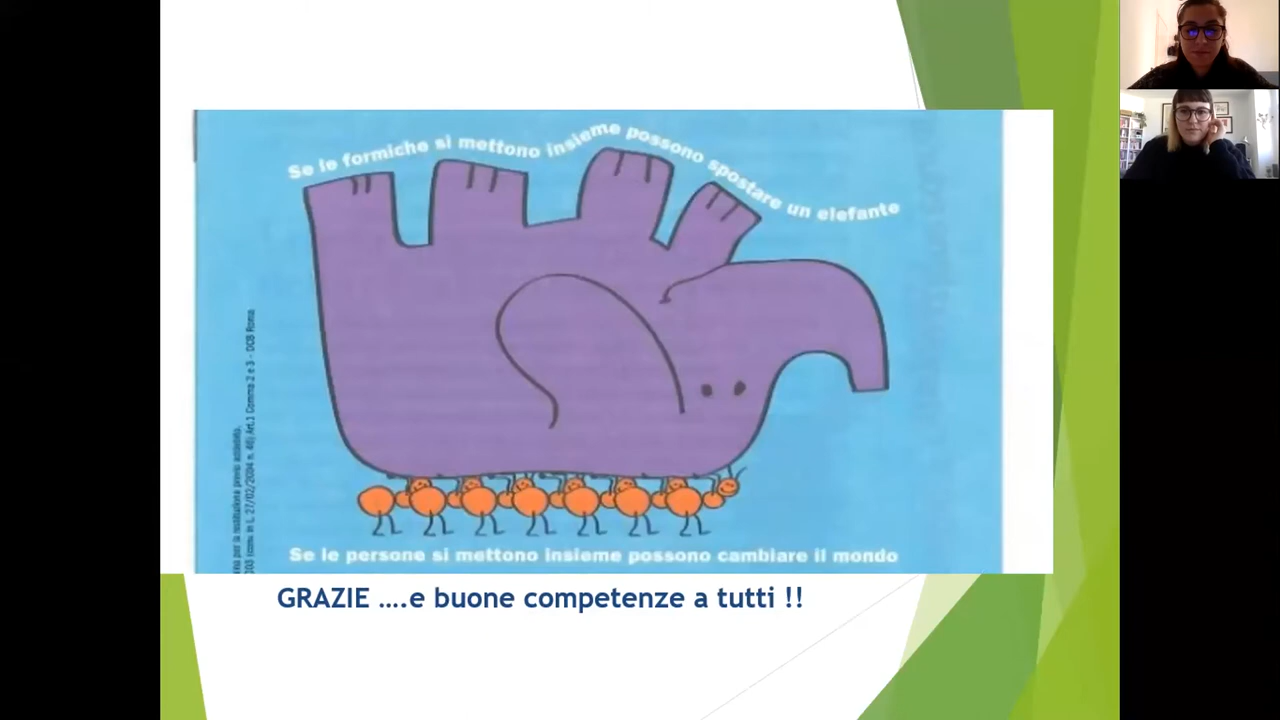 Se le formiche si mettono insieme possono spostare un elefante
Se le persone si mettono insieme possono cambiare il mondo
GRAZIE ....e buone competenze a tutti !!